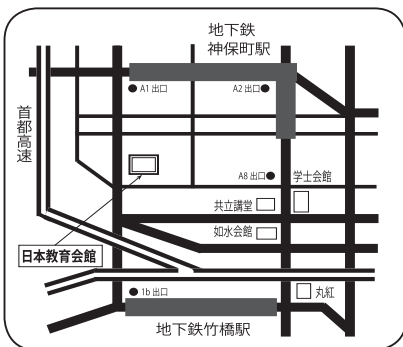 地下鉄
神保町駅
A1 出口
A2 出口
首都高速
A8 出口
学士会館
共立講堂
如水会館
日本教育会館
1b 出口
丸紅
地下鉄竹橋駅